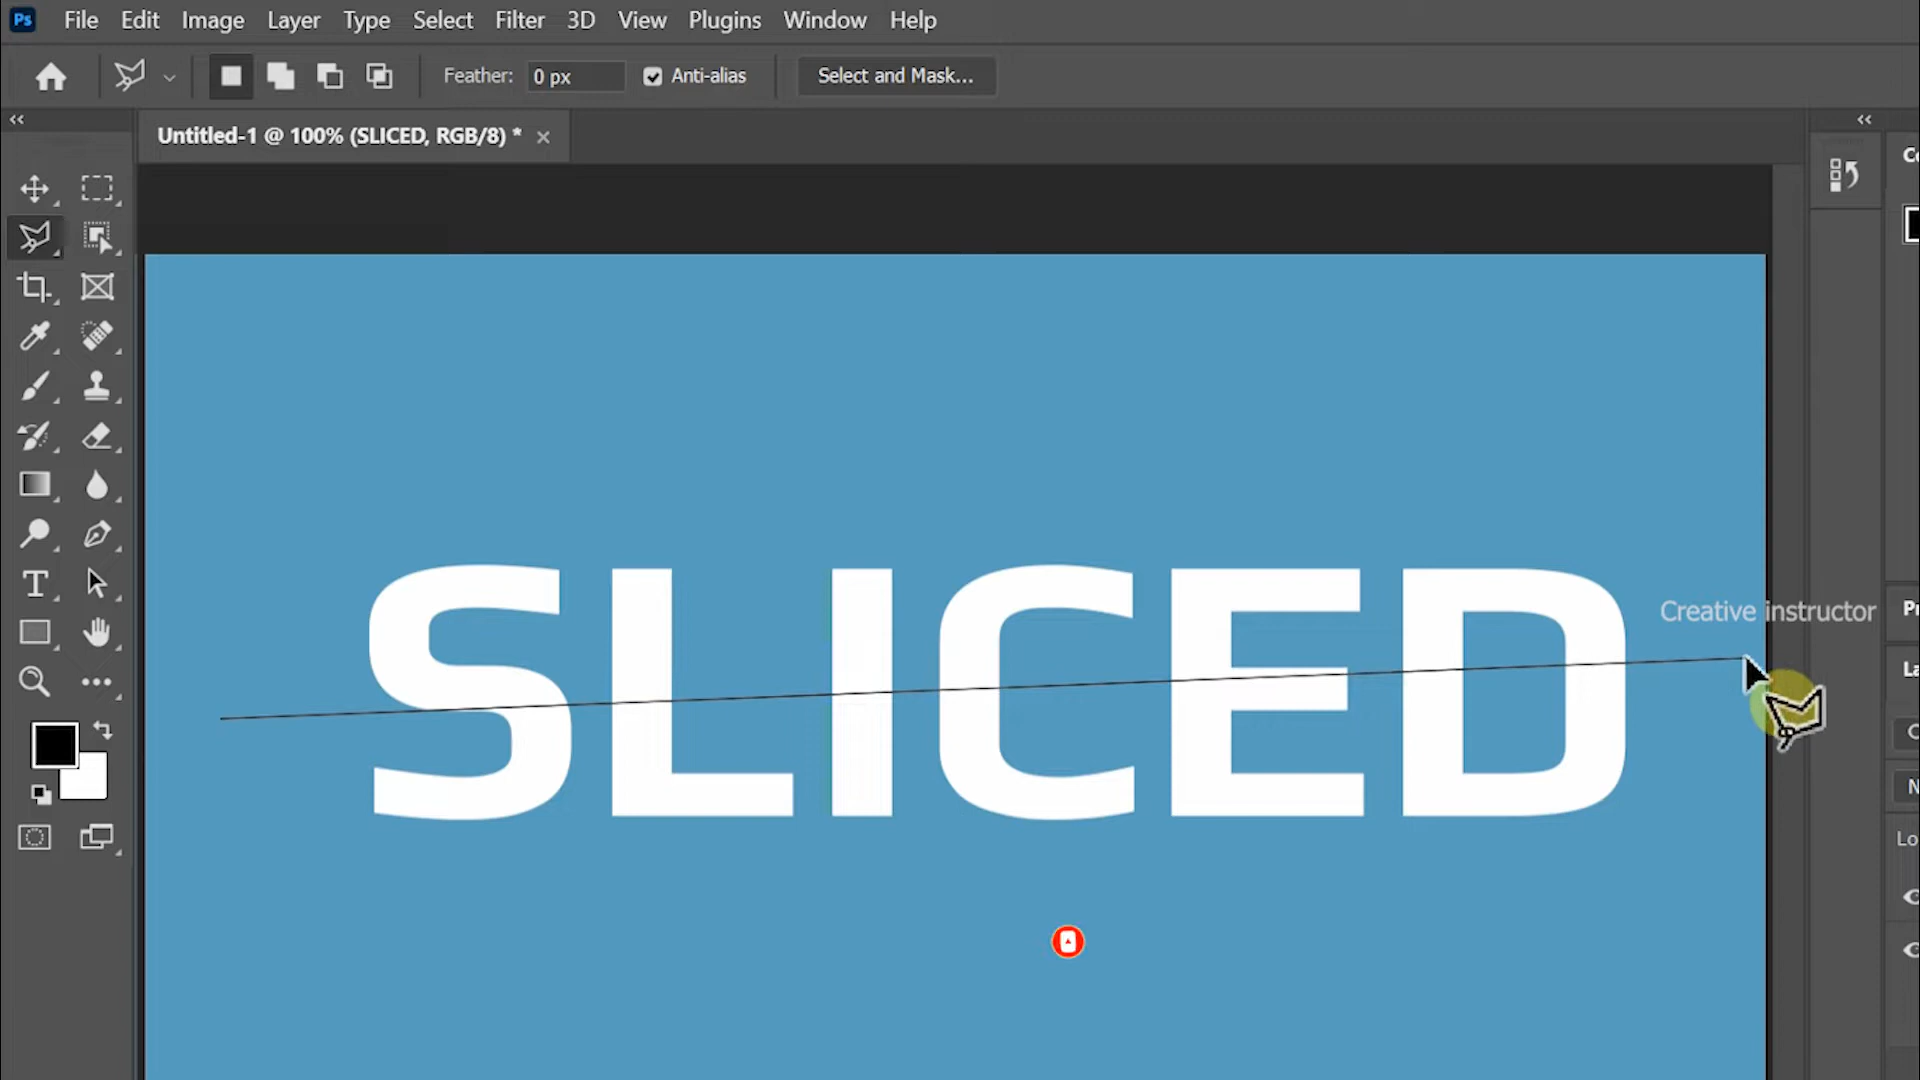 Ps File Edit Image Layer Type Select Filter 3D View Plugins Window Help
Feather: 0 px Anti-alias Select and Mask...
Untitled-1 @ 100% (SLICED, RGB/8) *
SLICED
Creative instructor